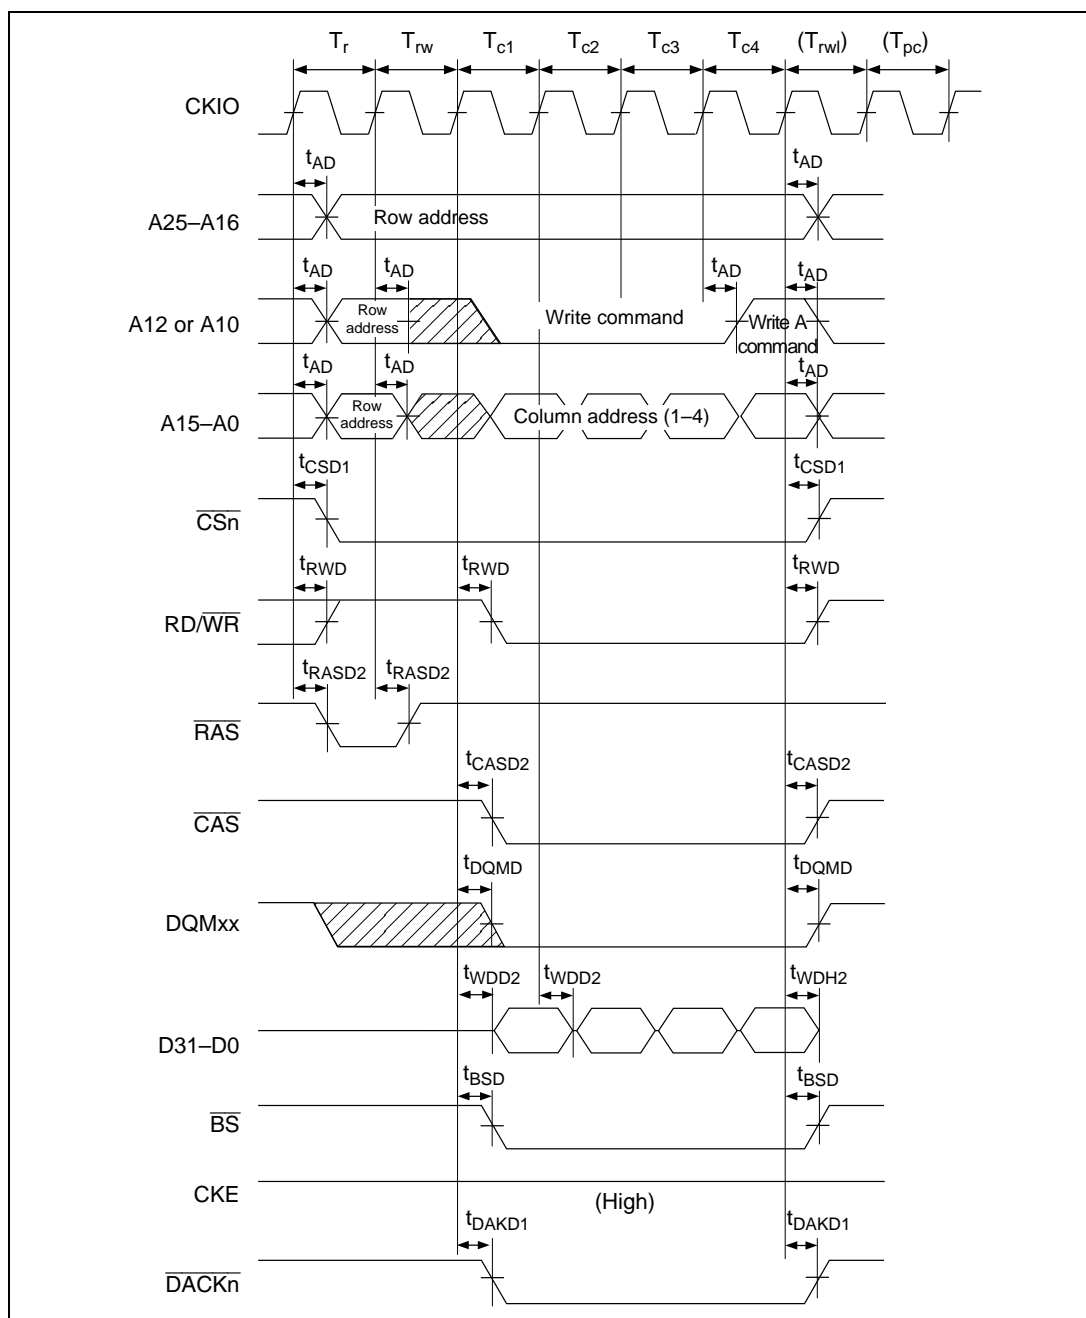 Tr Trw Tc1 Tc2 Tc3 Tc4 (Trwl) (Tpc)
CKIO
tAD tAD
A25–A16 Row address
tAD tAD tAD tAD
A12 or A10 Row address Write command Write A command
tAD tAD tAD
A15–A0 Row address Column address (1–4)
tCSD1 tCSD1
CSn
tRWD tRWD tRWD
RD/WR
tRASD2 tRASD2
RAS
tCASD2 tCASD2
CAS
tDQMD tDQMD
DQMxx
tWDD2 tWDD2 tWDH2
D31–D0
tBSD tBSD
BS
CKE (High)
tDAKD1 tDAKD1
DACKn